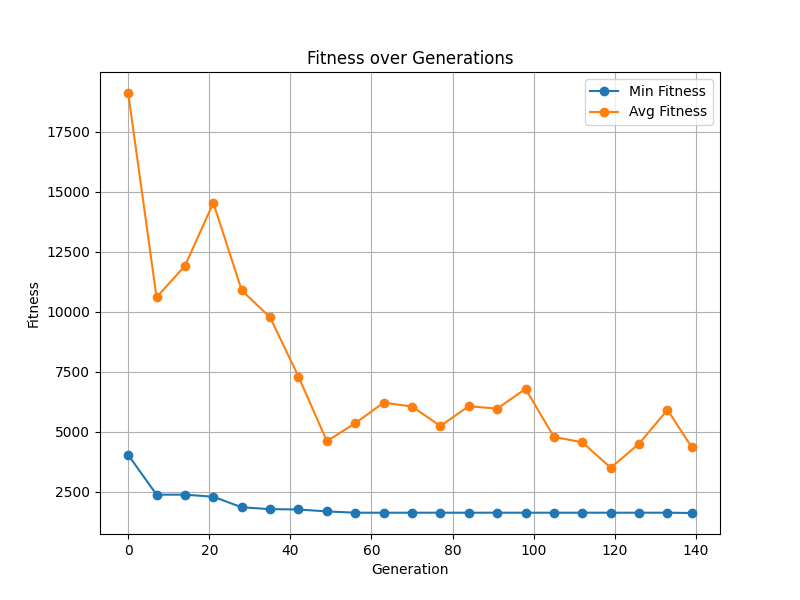 Fitness over Generations
Min Fitness
Avg Fitness
17500
15000
12500
10000
7500
5000
2500
Fitness
0 20 40 60 80 100 120 140
Generation